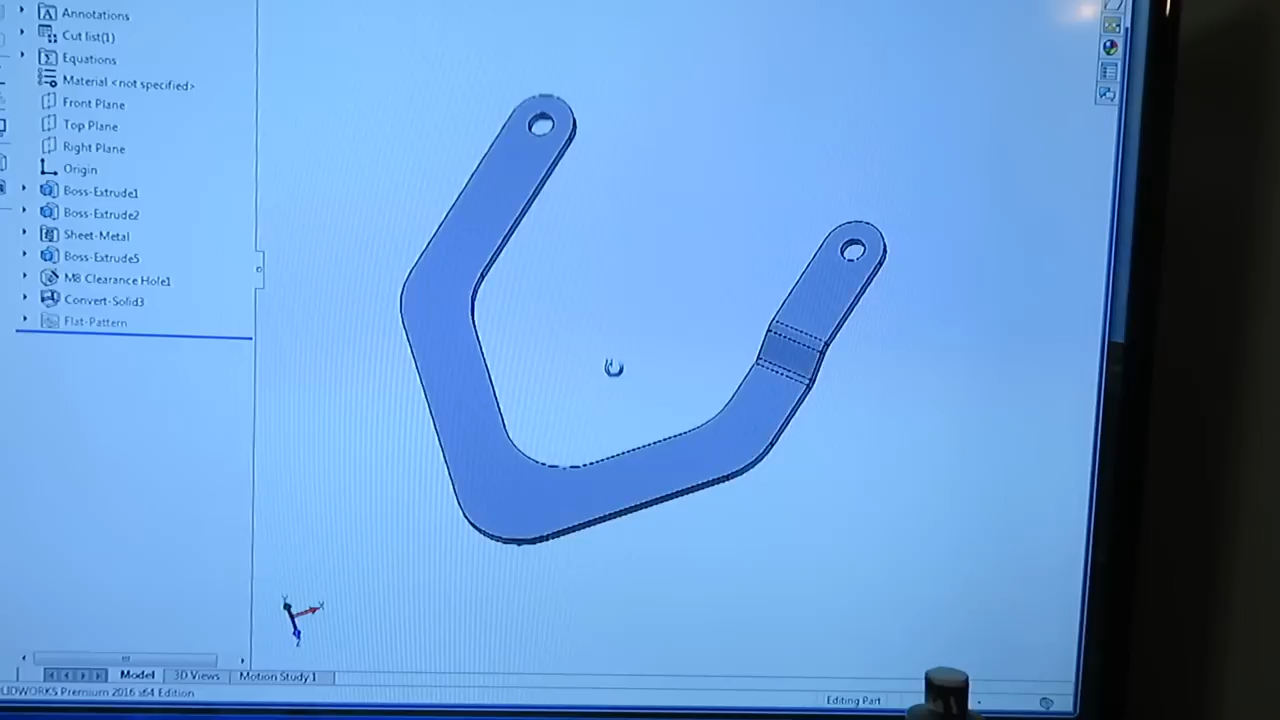 Annotations
Cut list(1)
Equations
Material <not specified>
Front Plane
Top Plane
Right Plane
Origin
Boss-Extrude1
Boss-Extrude2
Sheet-Metal
Boss-Extrude5
M8 Clearance Hole1
Convert-Solid3
Flat-Pattern
Model 3D Views Motion Study 1
LIDWORKS Premium 2016 x64 Edition
Editing Part